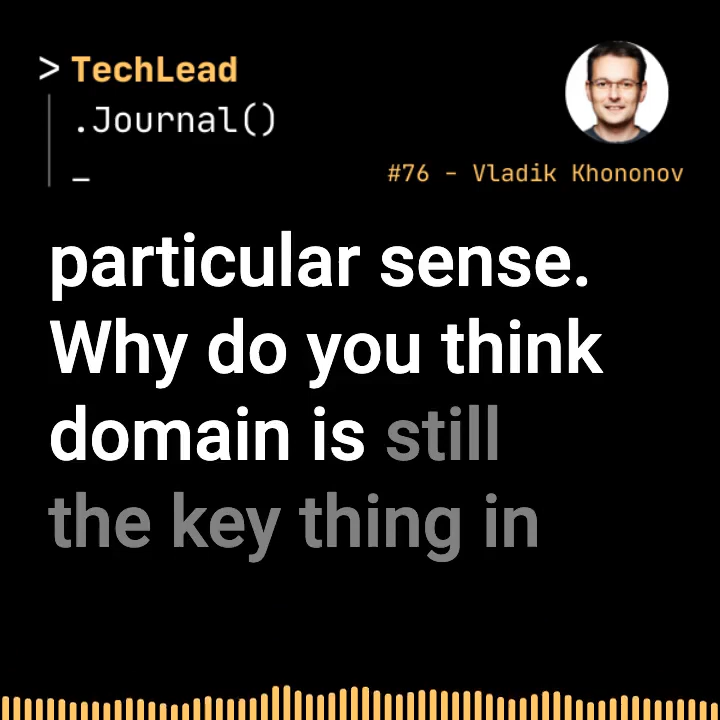 > TechLead
.Journal()
_
#76 - Vladik Khononov
particular sense.
Why do you think
domain is still
the key thing in